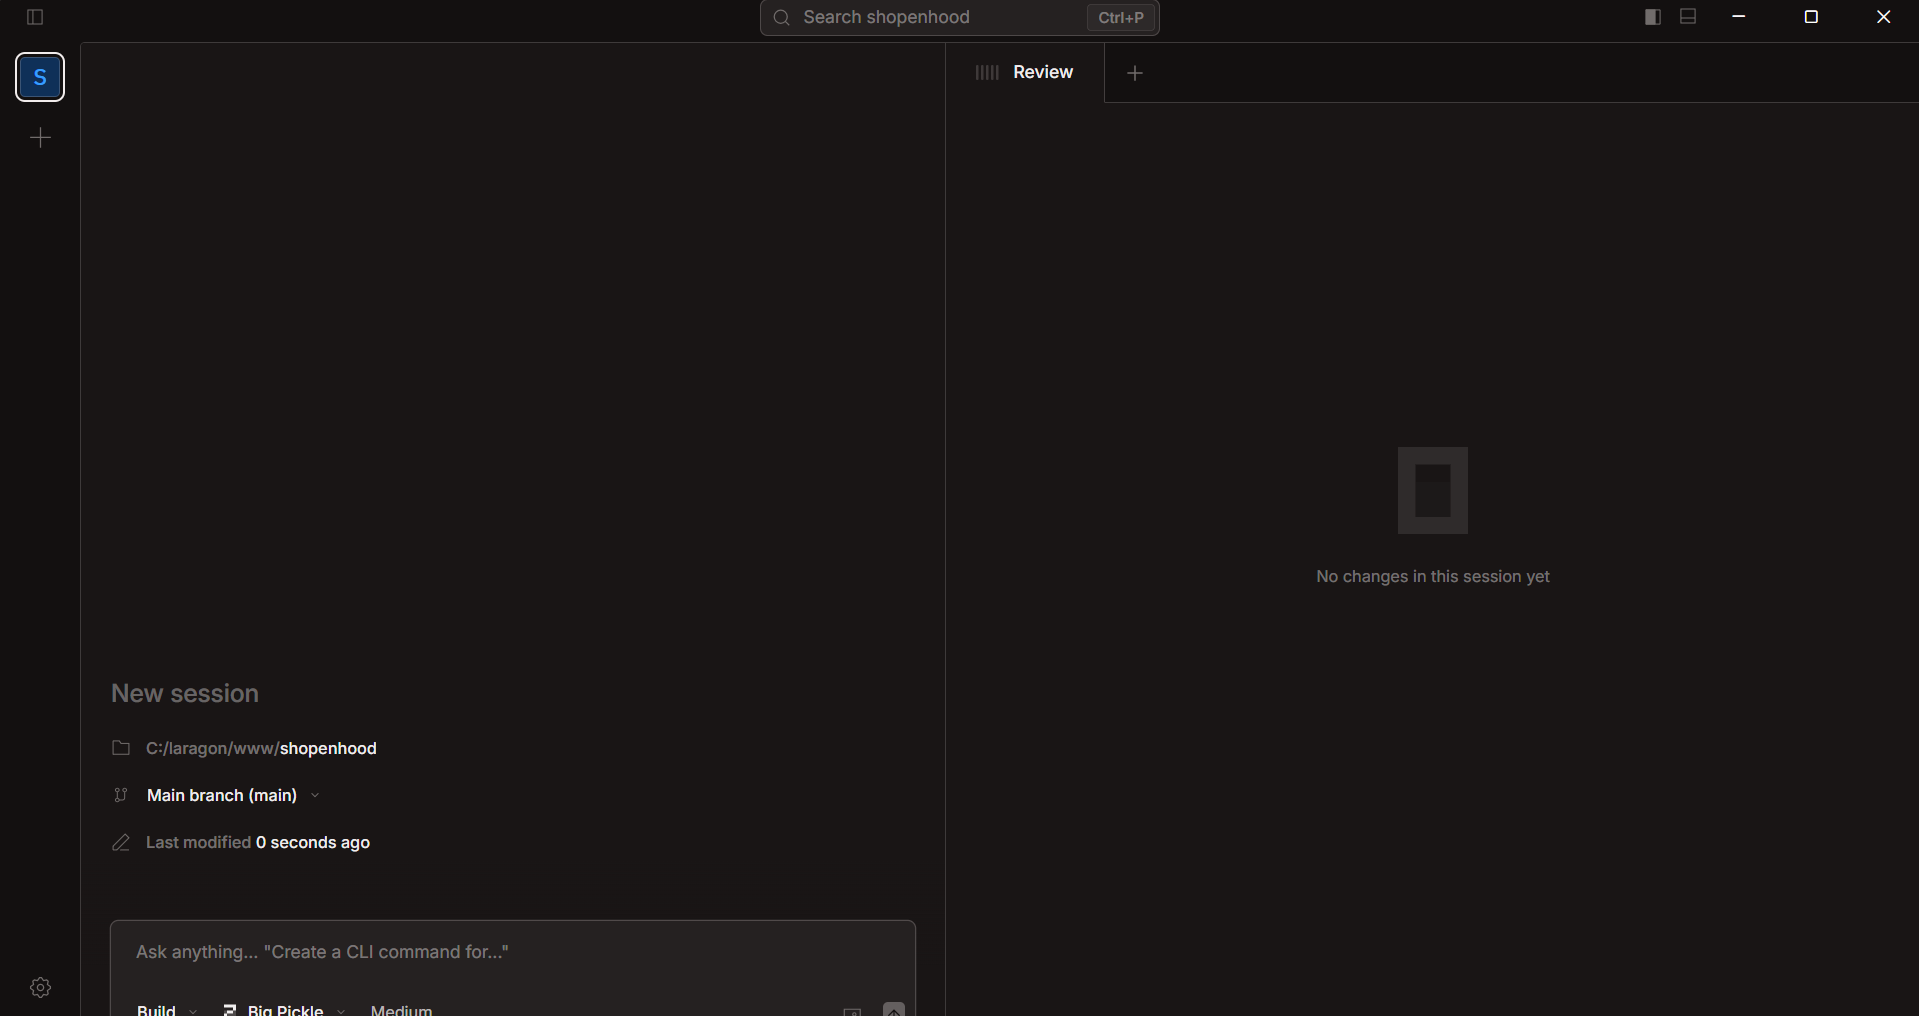 Search shopenhood Ctrl+P
S
Review
No changes in this session yet
New session
C:/laragon/www/shopenhood
Main branch (main)
Last modified 0 seconds ago
Ask anything... "Create a CLI command for..."
Build Big Pickle Medium